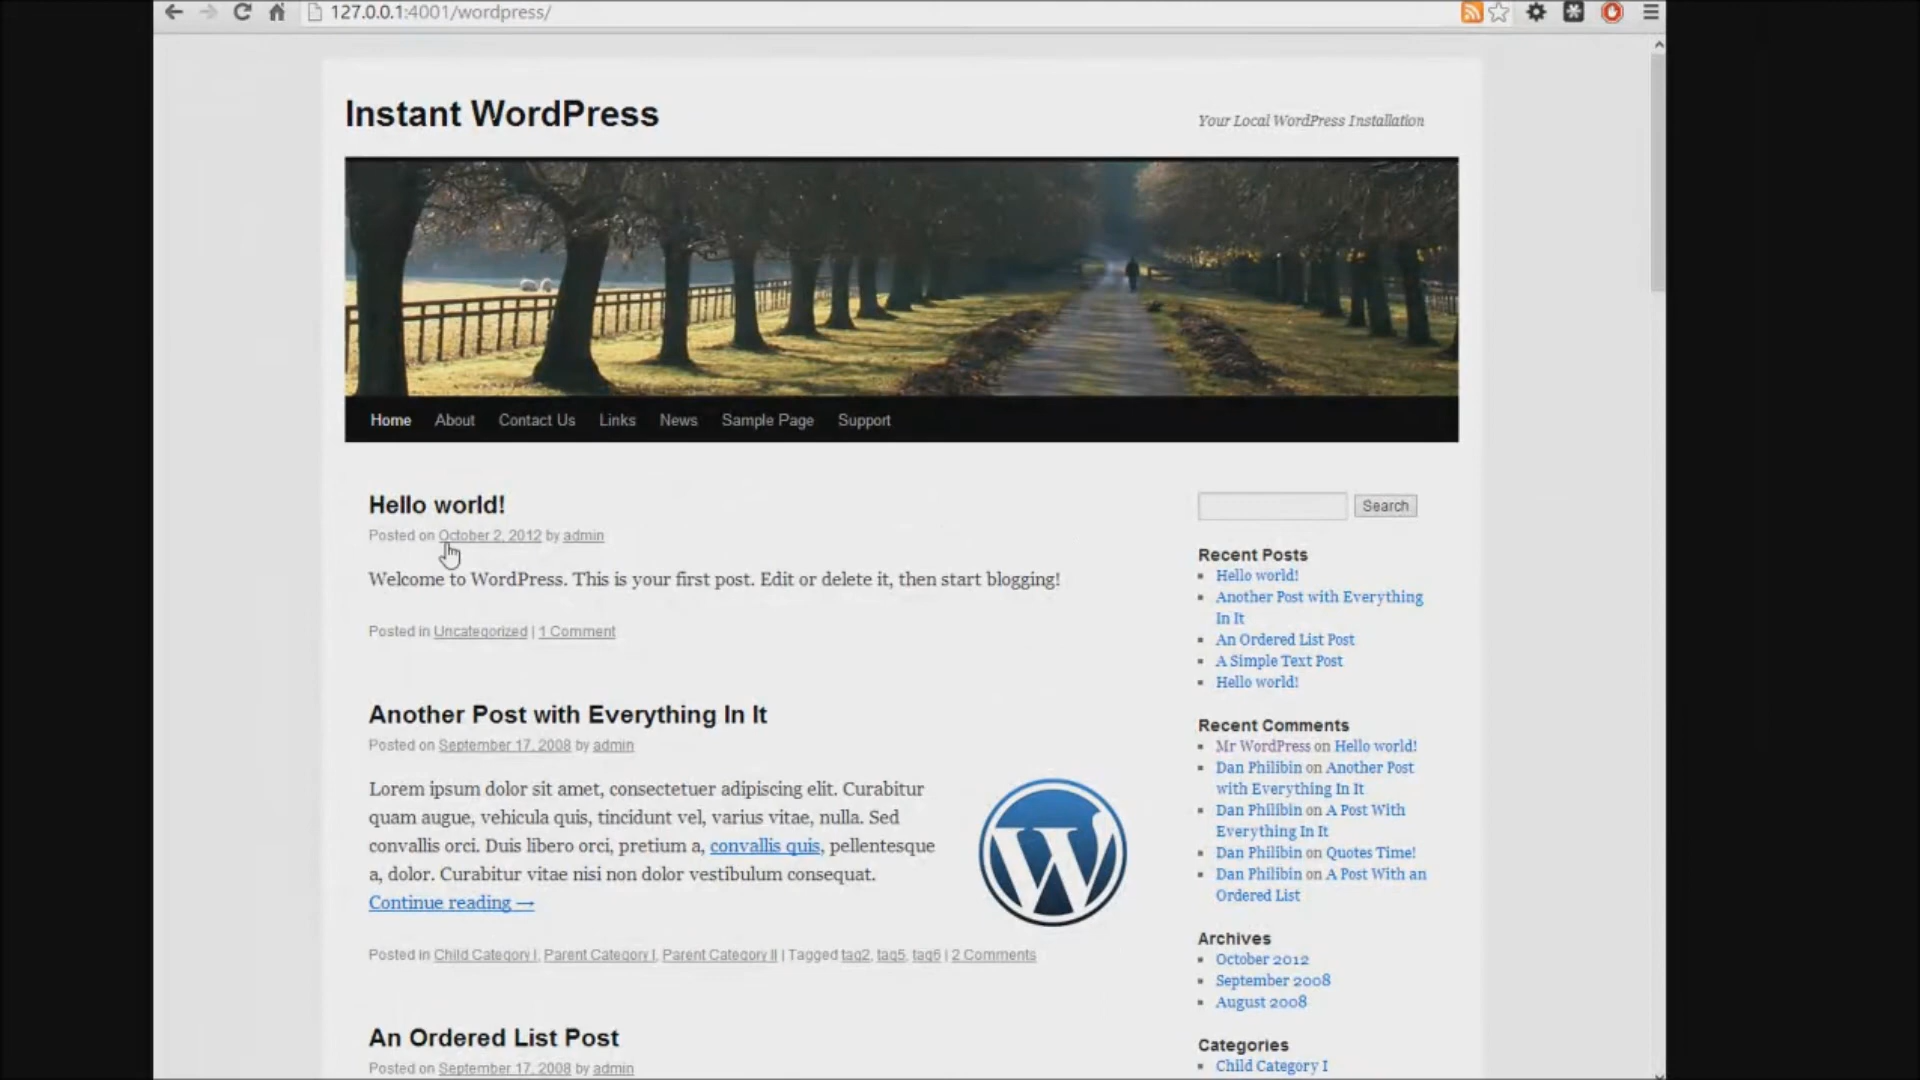 127.0.0.1:4001/wordpress/
Instant WordPress
Your Local WordPress Installation
Home About Contact Us Links News Sample Page Support
Hello world!
Posted on October 2, 2012 by admin
Welcome to WordPress. This is your first post. Edit or delete it, then start blogging!
Posted in Uncategorized | 1 Comment
Another Post with Everything In It
Posted on September 17, 2008 by admin
Lorem ipsum dolor sit amet, consectetuer adipiscing elit. Curabitur
quam augue, vehicula quis, tincidunt vel, varius vitae, nulla. Sed
convallis orci. Duis libero orci, pretium a, convallis quis, pellentesque
a, dolor. Curabitur vitae nisi non dolor vestibulum consequat.
Continue reading →
Posted in Child Category I, Parent Category I, Parent Category II | Tagged tag2, tag5, tag6 | 2 Comments
An Ordered List Post
Posted on September 17, 2008 by admin
Search
Recent Posts
Hello world!
Another Post with Everything
In It
An Ordered List Post
A Simple Text Post
Hello world!
Recent Comments
Mr WordPress on Hello world!
Dan Philibin on Another Post
with Everything In It
Dan Philibin on A Post With
Everything In It
Dan Philibin on Quotes Time!
Dan Philibin on A Post With an
Ordered List
Archives
October 2012
September 2008
August 2008
Categories
Child Category I